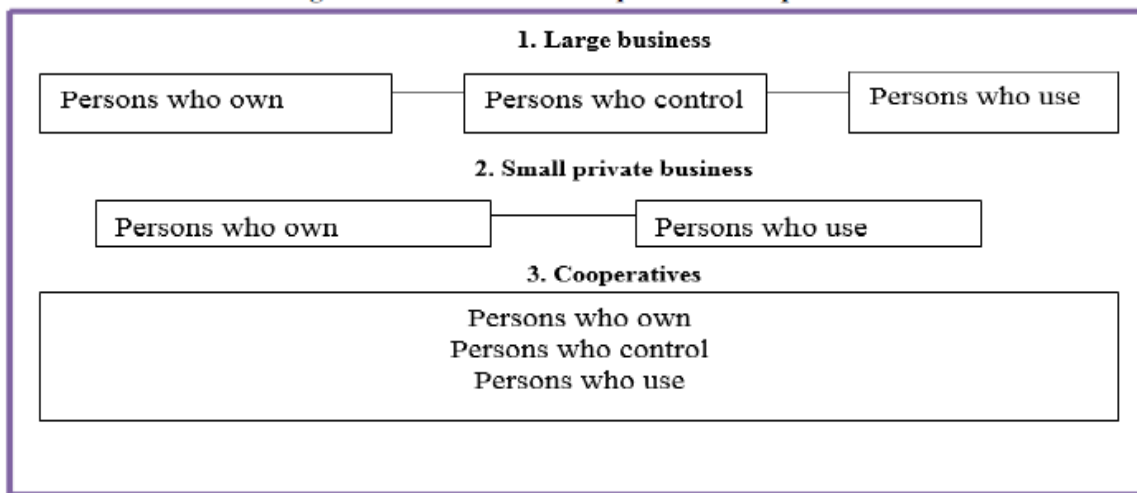 1. Large business
Persons who own Persons who control Persons who use
2. Small private business
Persons who own Persons who use
3. Cooperatives
Persons who own
Persons who control
Persons who use